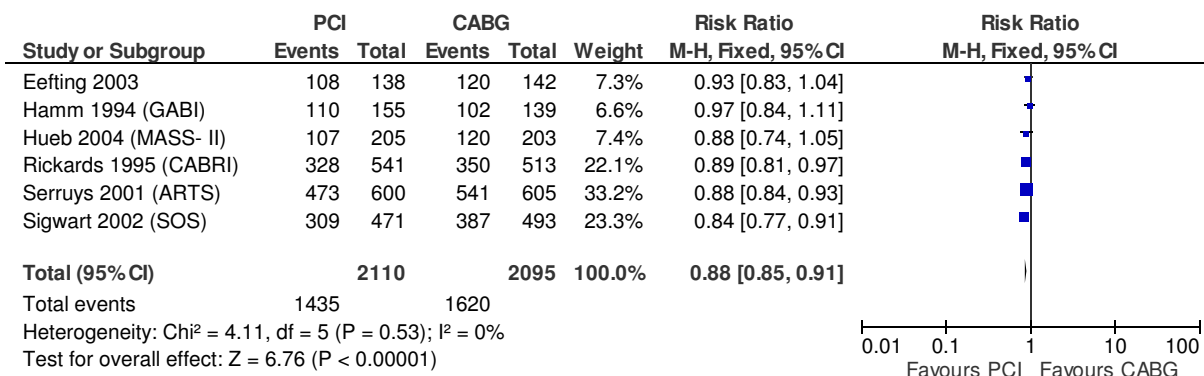 PCI CABG Risk Ratio Risk Ratio
Study or Subgroup Events Total Events Total Weight M-H, Fixed, 95% CI M-H, Fixed, 95% CI
Eefting 2003 108 138 120 142 7.3% 0.93 [0.83, 1.04]
Hamm 1994 (GABI) 110 155 102 139 6.6% 0.97 [0.84, 1.11]
Hueb 2004 (MASS- II) 107 205 120 203 7.4% 0.88 [0.74, 1.05]
Rickards 1995 (CABRI) 328 541 350 513 22.1% 0.89 [0.81, 0.97]
Serruys 2001 (ARTS) 473 600 541 605 33.2% 0.88 [0.84, 0.93]
Sigwart 2002 (SOS) 309 471 387 493 23.3% 0.84 [0.77, 0.91]
Total (95% CI) 2110 2095 100.0% 0.88 [0.85, 0.91]
Total events 1435 1620
Heterogeneity: Chi² = 4.11, df = 5 (P = 0.53); I² = 0%
Test for overall effect: Z = 6.76 (P < 0.00001)
0.01 0.1 1 10 100
Favours PCI Favours CABG